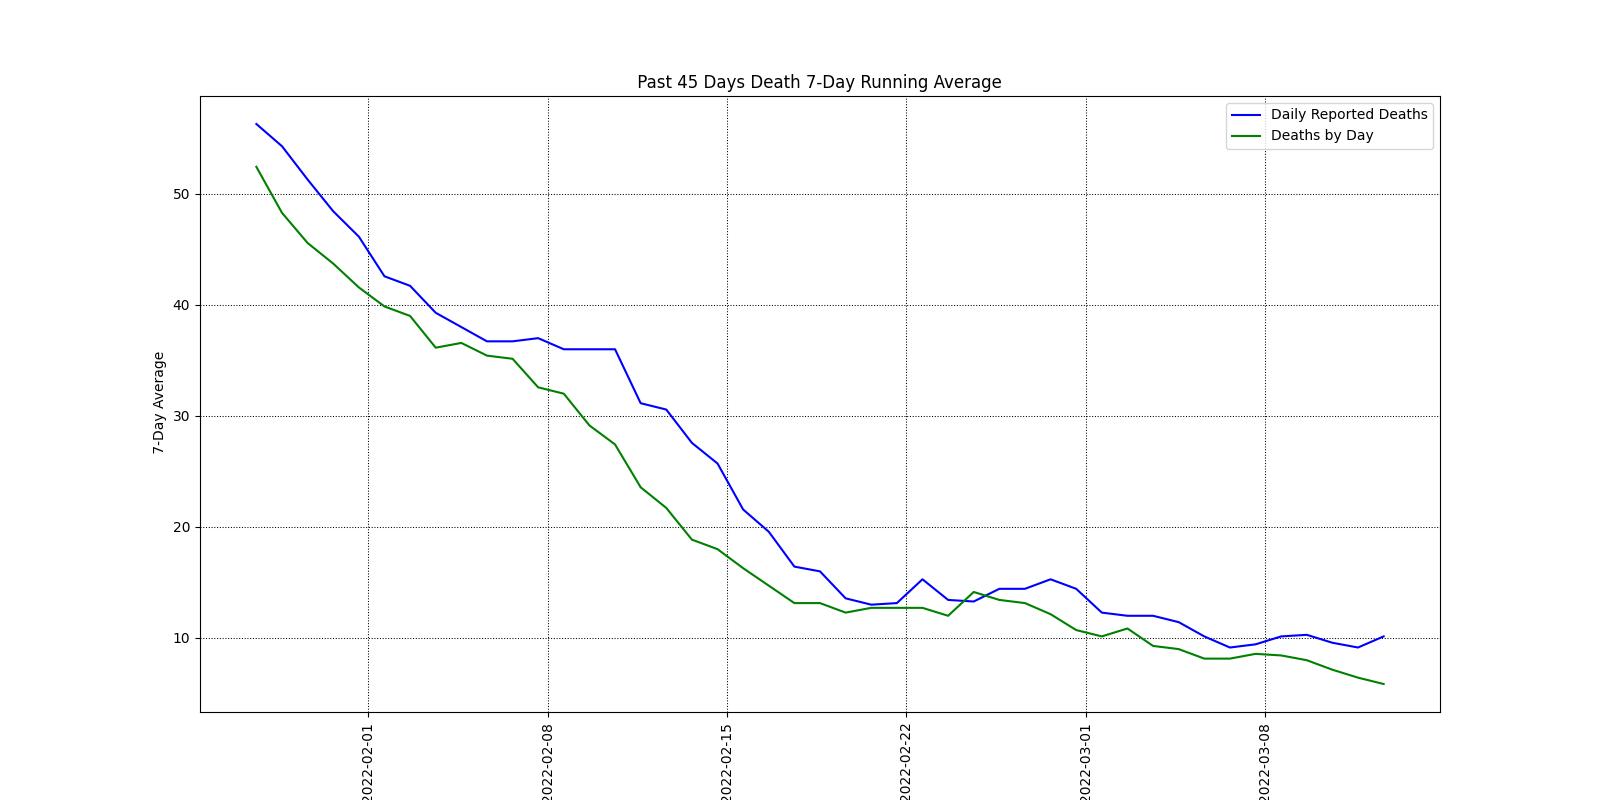 Past 45 Days Death 7-Day Running Average
Daily Reported Deaths
Deaths by Day
50
40
30
20
10
7-Day Average
2022-02-01
2022-02-08
2022-02-15
2022-02-22
2022-03-01
2022-03-08